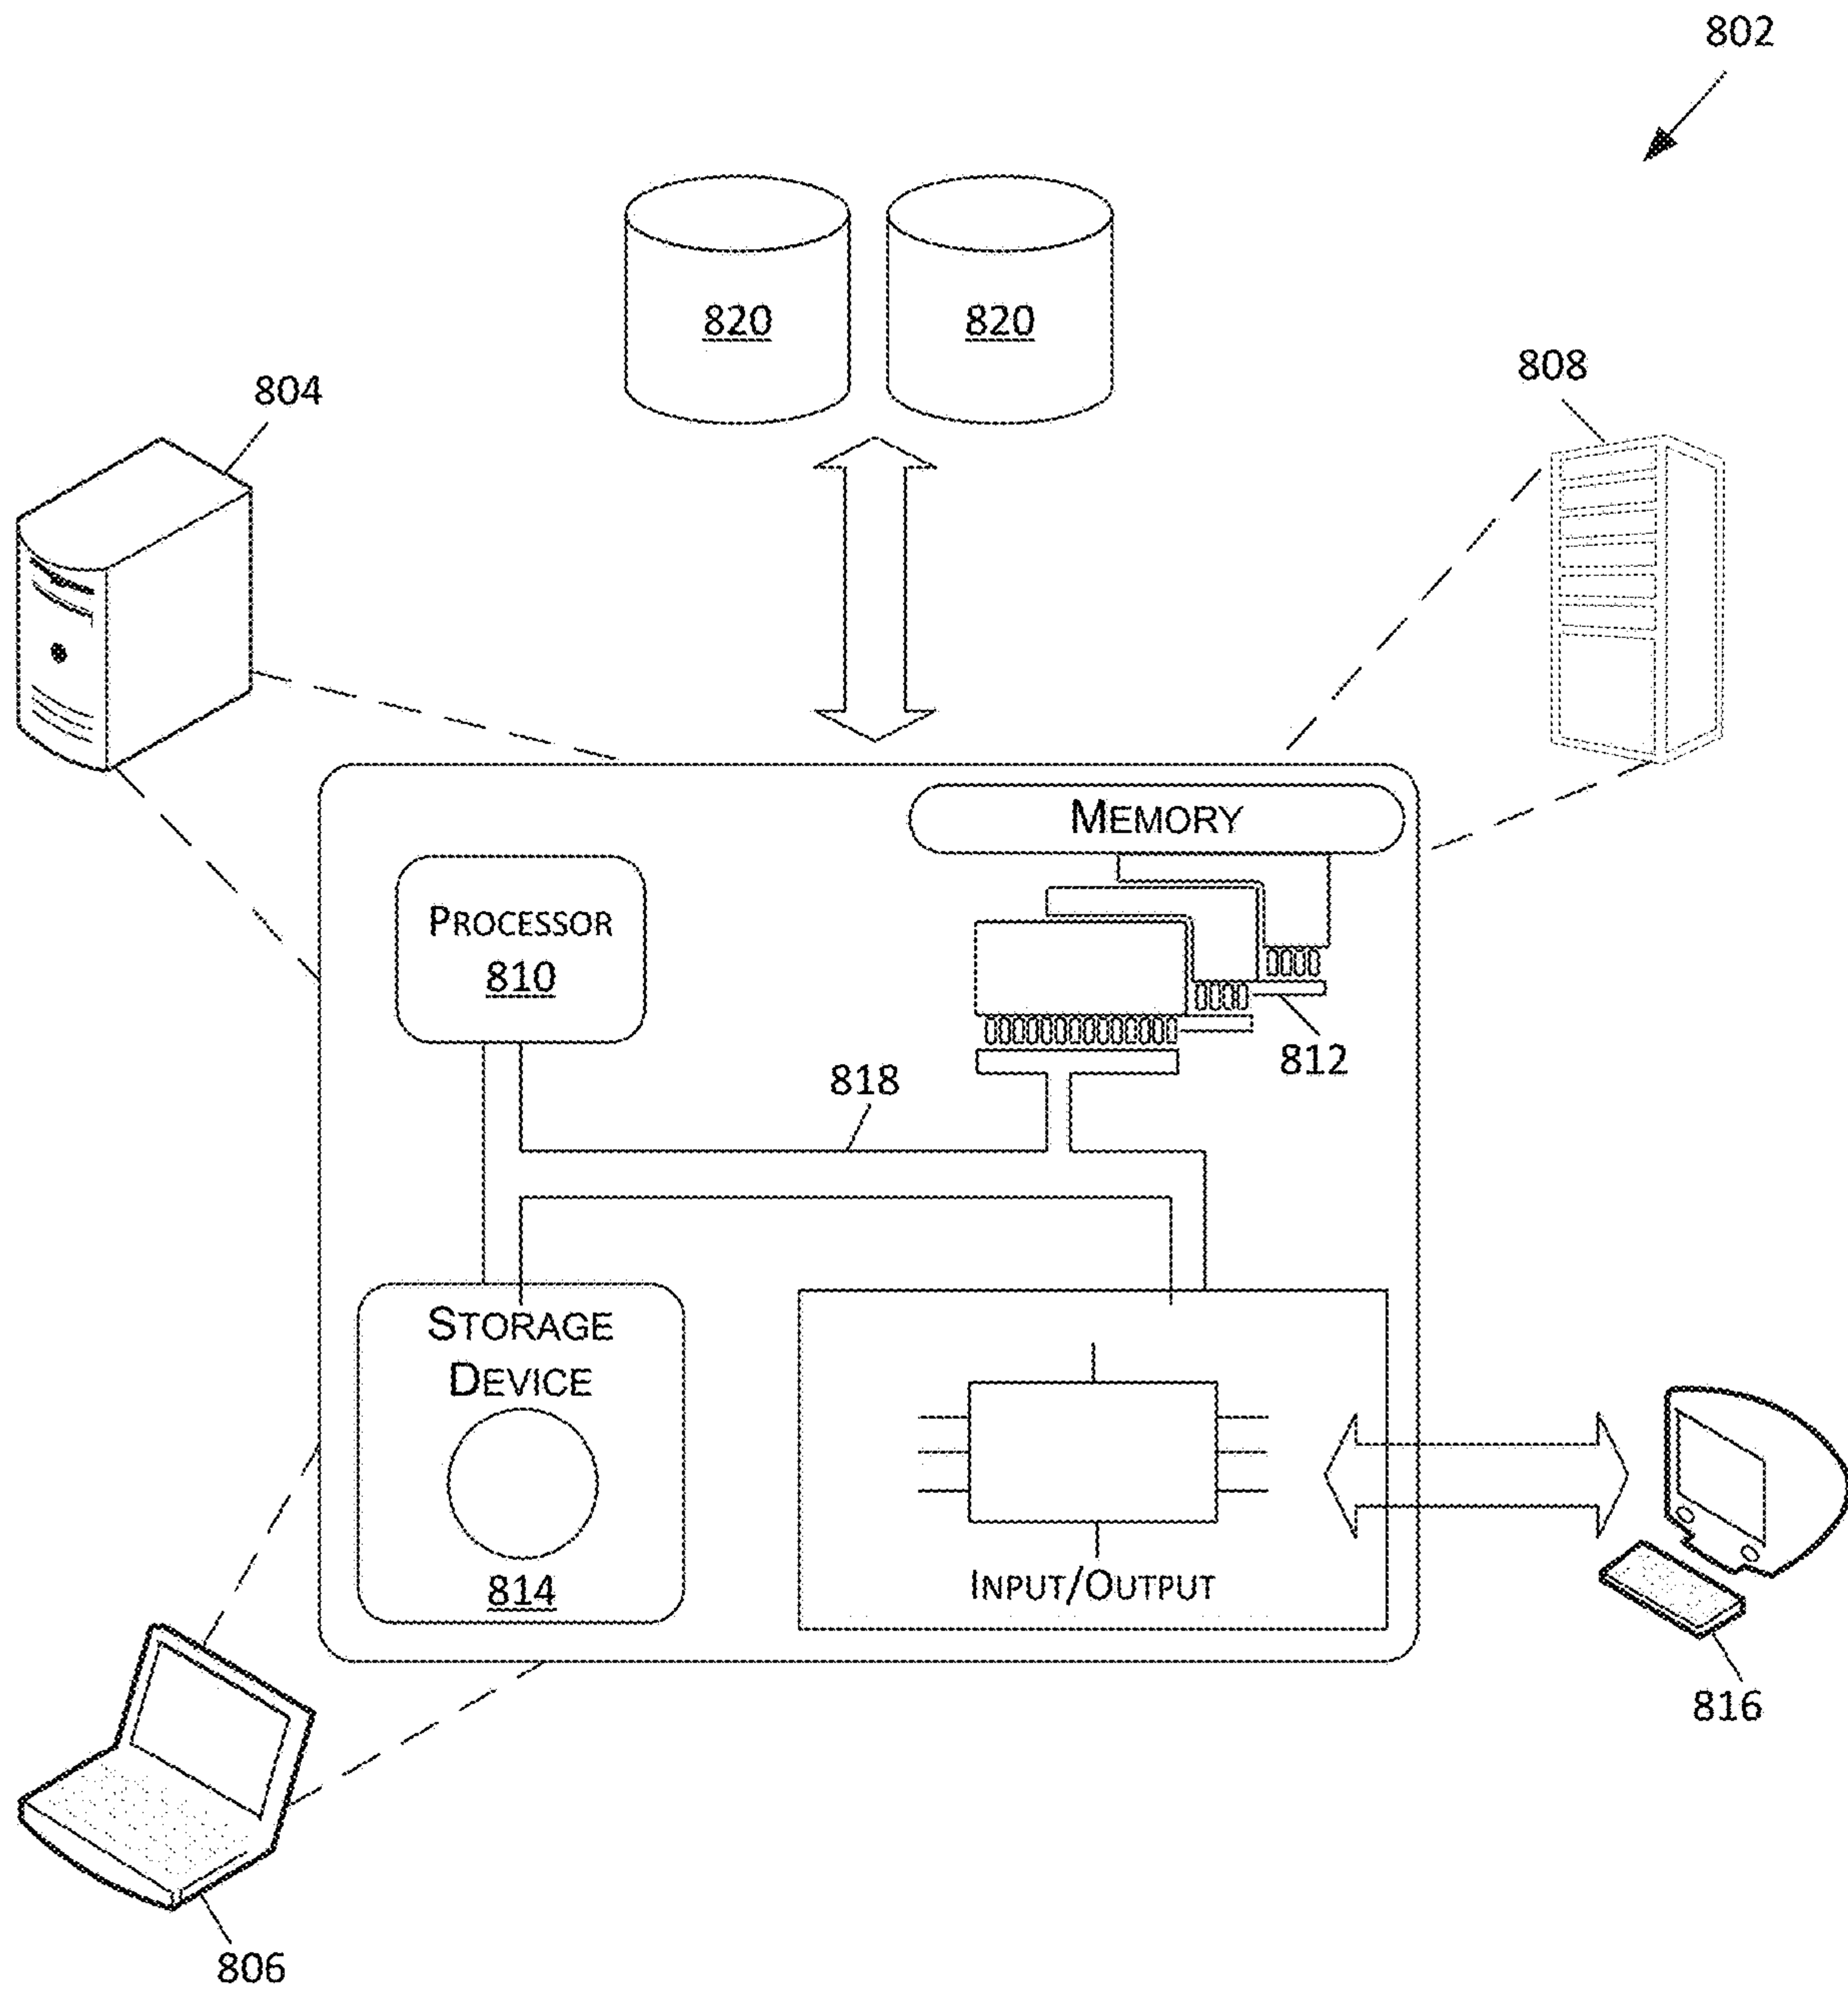 802
820 820
808
804
MEMORY
PROCESSOR
810
812
818
STORAGE
DEVICE
814
INPUT/OUTPUT
816
806